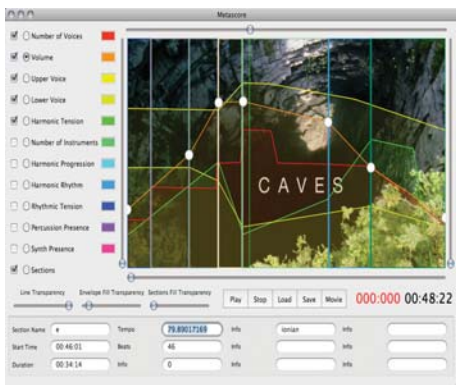 Metascore
Number of Voices
Volume
Upper Voice
Lower Voice
Harmonic Tension
Number of Instruments
Harmonic Progression
Harmonic Rhythm
Rhythmic Tension
Percussion Presence
Synth Presence
Sections
CAVES
Line Transparency Envelope Fill Transparency Sections Fill Transparency
Play Stop Load Save Movie 000:000 00:48:22
Section Name e Tempo 79.89017169 Info ionian Info
Start Time 00:46:01 Beats 46 Info Info
Duration 00:34:14 Info 0 Info Info